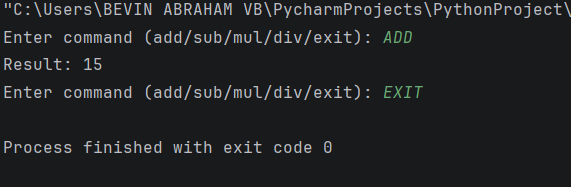 "C:\Users\BEVIN ABRAHAM VB\PycharmProjects\PythonProject\
Enter command (add/sub/mul/div/exit): ADD
Result: 15
Enter command (add/sub/mul/div/exit): EXIT
Process finished with exit code 0